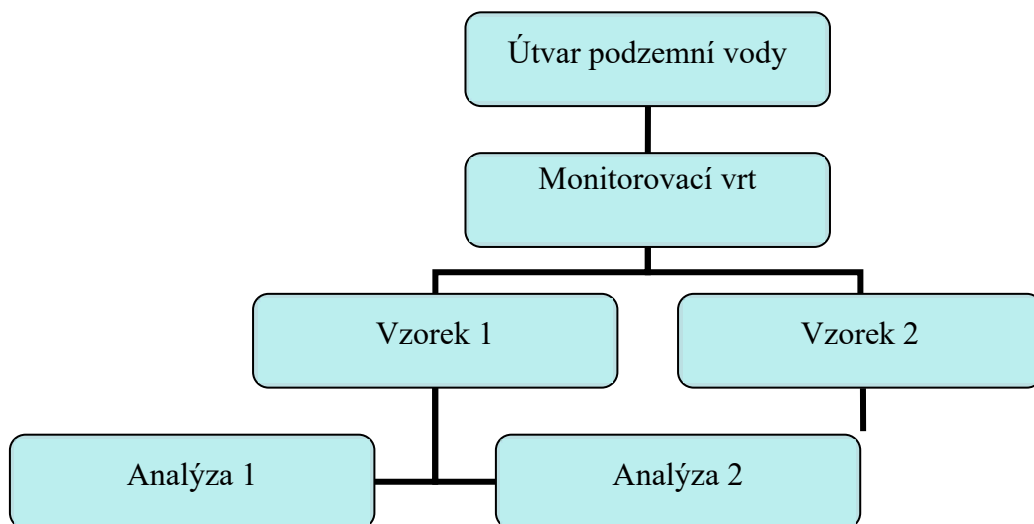 Útvar podzemní vody
Monitorovací vrt
Vzorek 1
Vzorek 2
Analýza 1
Analýza 2